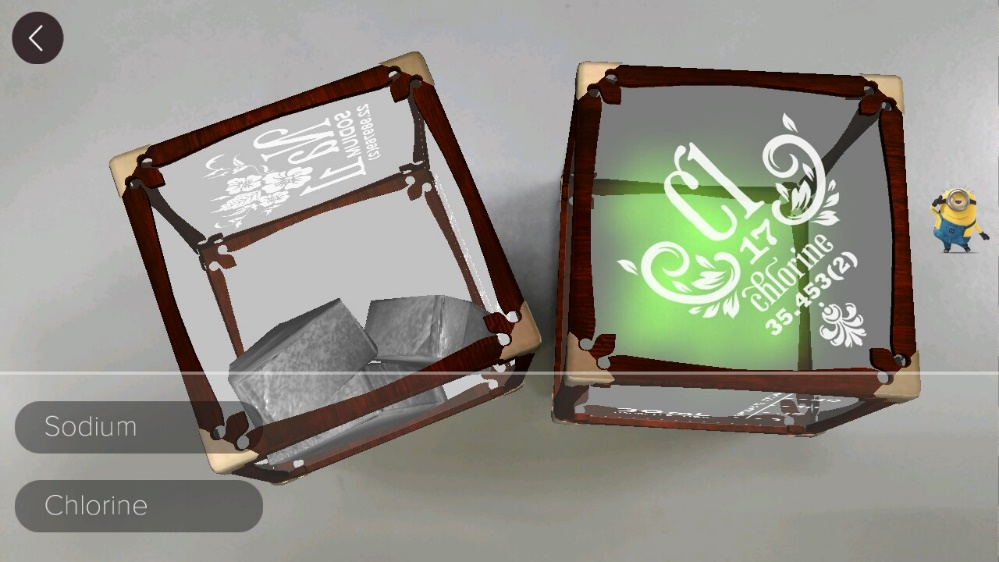 Na
SODIUM
Cl
17
chlorine
35.453(2)
Sodium
Chlorine